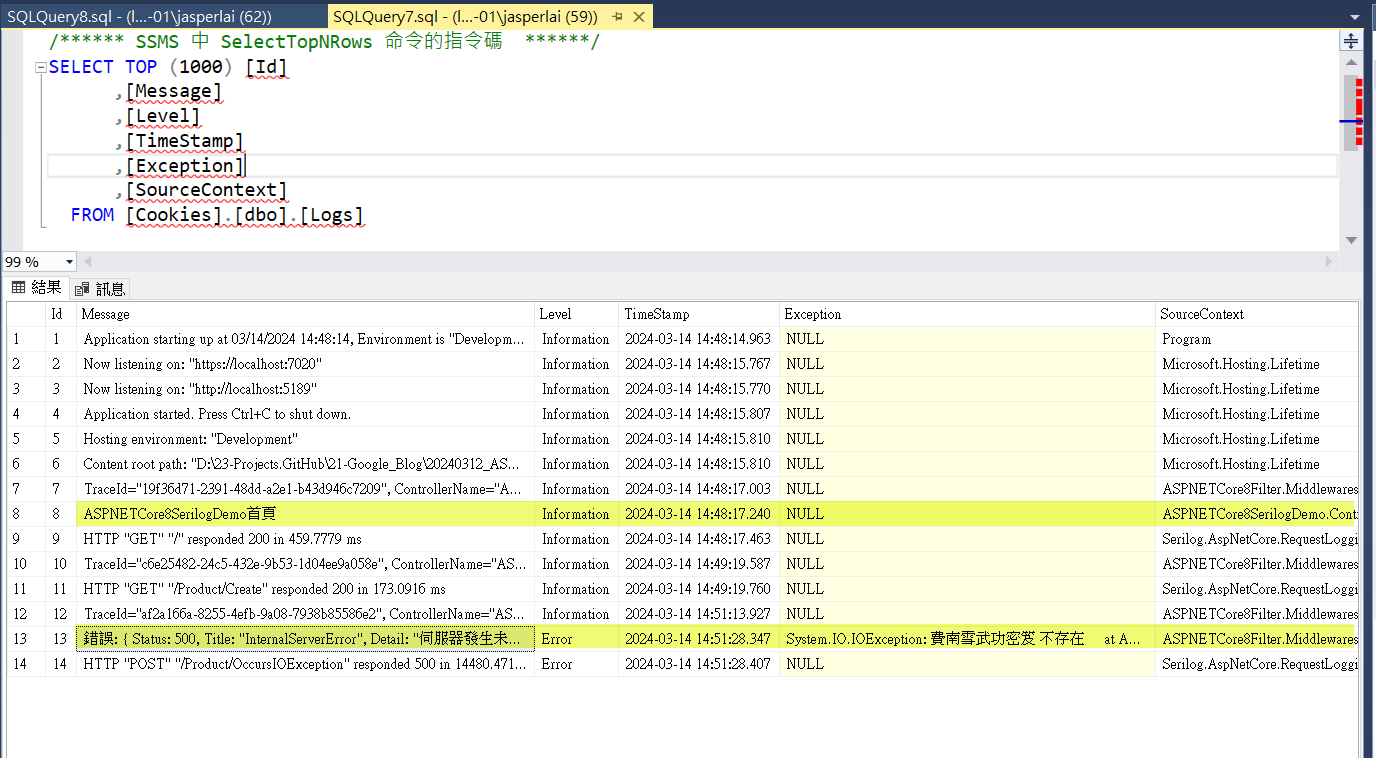 SQLQuery8.sql - (l...-01\jasperlai (62))	SQLQuery7.sql - (l...-01\jasperlai (59))
/****** SSMS 中 SelectTopNRows 命令的指令碼  ******/
SELECT TOP (1000) [Id]
,[Message]
,[Level]
,[TimeStamp]
,[Exception]
,[SourceContext]
FROM [Cookies].[dbo].[Logs]
99 %
結果 訊息
Id Message Level TimeStamp Exception SourceContext
1 1 Application starting up at 03/14/2024 14:48:14, Environment is "Developm... Information 2024-03-14 14:48:14.963 NULL Program
2 2 Now listening on: "https://localhost:7020" Information 2024-03-14 14:48:15.767 NULL Microsoft.Hosting.Lifetime
3 3 Now listening on: "http://localhost:5189" Information 2024-03-14 14:48:15.770 NULL Microsoft.Hosting.Lifetime
4 4 Application started. Press Ctrl+C to shut down. Information 2024-03-14 14:48:15.807 NULL Microsoft.Hosting.Lifetime
5 5 Hosting environment: "Development" Information 2024-03-14 14:48:15.810 NULL Microsoft.Hosting.Lifetime
6 6 Content root path: "D:\23-Projects.GitHub\21-Google_Blog\20240312_AS... Information 2024-03-14 14:48:15.810 NULL Microsoft.Hosting.Lifetime
7 7 TraceId="19f36d71-2391-48dd-a2e1-b43d946c7209", ControllerName="A... Information 2024-03-14 14:48:17.003 NULL ASPNETCore8Filter.Middlewares
8 8 ASPNETCore8SerilogDemo首頁 Information 2024-03-14 14:48:17.240 NULL ASPNETCore8SerilogDemo.Cont
9 9 HTTP "GET" "/" responded 200 in 459.7779 ms Information 2024-03-14 14:48:17.463 NULL Serilog.AspNetCore.RequestLoggi
10 10 TraceId="c6e25482-24c5-432e-9b53-1d04ee9a058e", ControllerName="AS... Information 2024-03-14 14:49:19.587 NULL ASPNETCore8Filter.Middlewares
11 11 HTTP "GET" "/Product/Create" responded 200 in 173.0916 ms Information 2024-03-14 14:49:19.760 NULL Serilog.AspNetCore.RequestLoggi
12 12 TraceId="af2a166a-8255-4efb-9a08-7938b85586e2", ControllerName="AS... Information 2024-03-14 14:51:13.927 NULL ASPNETCore8Filter.Middlewares
13 13 錯誤: { Status: 500, Title: "InternalServerError", Detail: "伺服器發生未... Error 2024-03-14 14:51:28.347 System.IO.IOException: 費南雪武功密笈 不存在 at A... ASPNETCore8Filter.Middlewares
14 14 HTTP "POST" "/Product/OccursIOException" responded 500 in 14480.471... Error 2024-03-14 14:51:28.407 NULL Serilog.AspNetCore.RequestLoggi